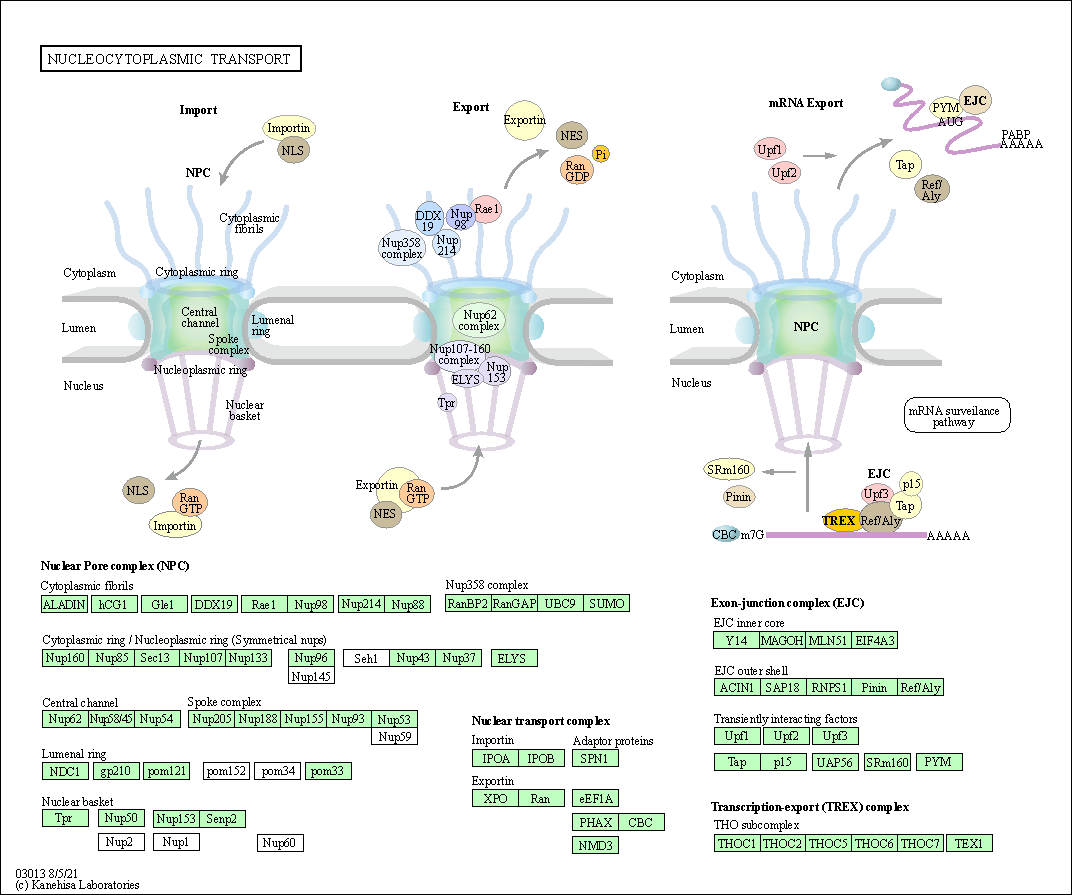 NUCLEOCYTOPLASMIC TRANSPORT
Import
Importin
NLS
NPC
Cytoplasmic
fibrils
Cytoplasm
Cytoplasmic ring
Lumen
Central
channel
Lumenal
ring
Spoke
complex
Nucleoplasmic ring
Nucleus
Nuclear
basket
NLS
Ran
GTP
Importin
Export
Exportin
NES
Pi
Ran
GDP
DDX
19
Nup
98
Rae1
Nup358
complex
Nup
214
Nup62
complex
Nup107-160
complex
Nup
153
ELYS
Tpr
Exportin
Ran
GTP
NES
mRNA Export
PYM
EJC
AUG
PABP
AAAAA
Upf1
Upf2
Tap
Ref/
Aly
Cytoplasm
Lumen
NPC
Nucleus
mRNA surveilance
pathway
SRm160
Pinin
EJC
Upf3
p15
Tap
TREX
Ref/Aly
CBC
m7G
AAAAA
Nuclear Pore complex (NPC)
Cytoplasmic fibrils
ALADIN hCG1 Gle1 DDX19 Rae1 Nup98 Nup214 Nup88
Nup358 complex
RanBP2 RanGAP UBC9 SUMO
Cytoplasmic ring / Nucleoplasmic ring (Symmetrical nups)
Nup160 Nup85 Sec13 Nup107 Nup133 Nup96 Seh1 Nup43 Nup37 ELYS
Nup145
Central channel
Nup62 Nup58/45 Nup54
Spoke complex
Nup205 Nup188 Nup155 Nup93 Nup53
Nup59
Lumenal ring
NDC1 gp210 pom121 pom152 pom34 pom33
Nuclear basket
Tpr Nup50 Nup153 Senp2
Nup2 Nup1 Nup60
Nuclear transport complex
Importin
IPOA IPOB
Adaptor proteins
SPN1
Exportin
XPO Ran eEF1A
PHAX CBC
NMD3
Exon-junction complex (EJC)
EJC inner core
Y14 MAGOH MLN51 EIF4A3
EJC outer shell
ACIN1 SAP18 RNPS1 Pinin Ref/Aly
Transiently interacting factors
Upf1 Upf2 Upf3
Tap p15 UAP56 SRm160 PYM
Transcription-export (TREX) complex
THO subcomplex
THOC1 THOC2 THOC5 THOC6 THOC7 TEX1
03013 8/5/21
(c) Kanehisa Laboratories